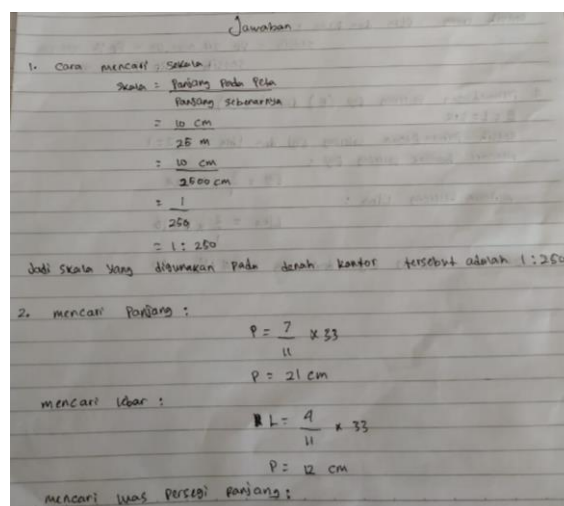 Jawaban
1. Cara mencari skala
Skala = Panjang Pada Peta
Panjang sebenarnya
= 10 cm
25 m
= 10 cm
2500 cm
= 1
250
= 1 : 250
Jadi skala yang digunakan pada denah kantor tersebut adalah 1 : 250
2. mencari Panjang :
P = 7 x 33
11
P = 21 cm
mencari lebar :
L = 4 x 33
11
P = 12 cm
mencari luas persegi panjang :